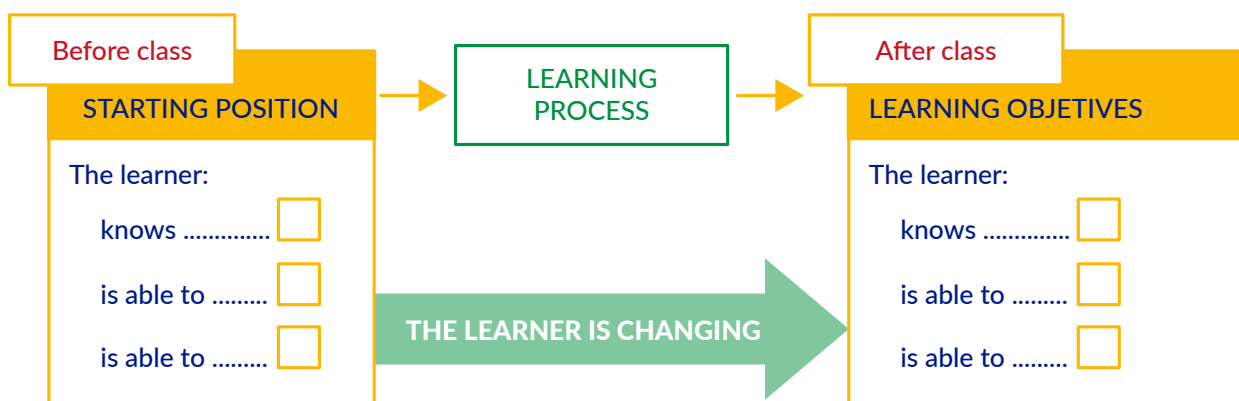 Before class
STARTING POSITION
The learner:
knows ..............
is able to .........
is able to .........
LEARNING
PROCESS
THE LEARNER IS CHANGING
After class
LEARNING OBJETIVES
The learner:
knows ..............
is able to .........
is able to .........